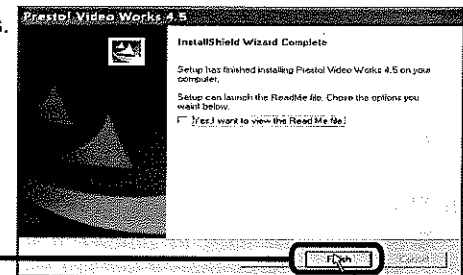 Presto! Video Works 4.5
InstallShield Wizard Complete
Setup has finished installing Presto! Video Works 4.5 on your
computer.
Setup can launch the ReadMe file. Chose the options you
want below.
Yes I want to view the Read Me file.
Finish